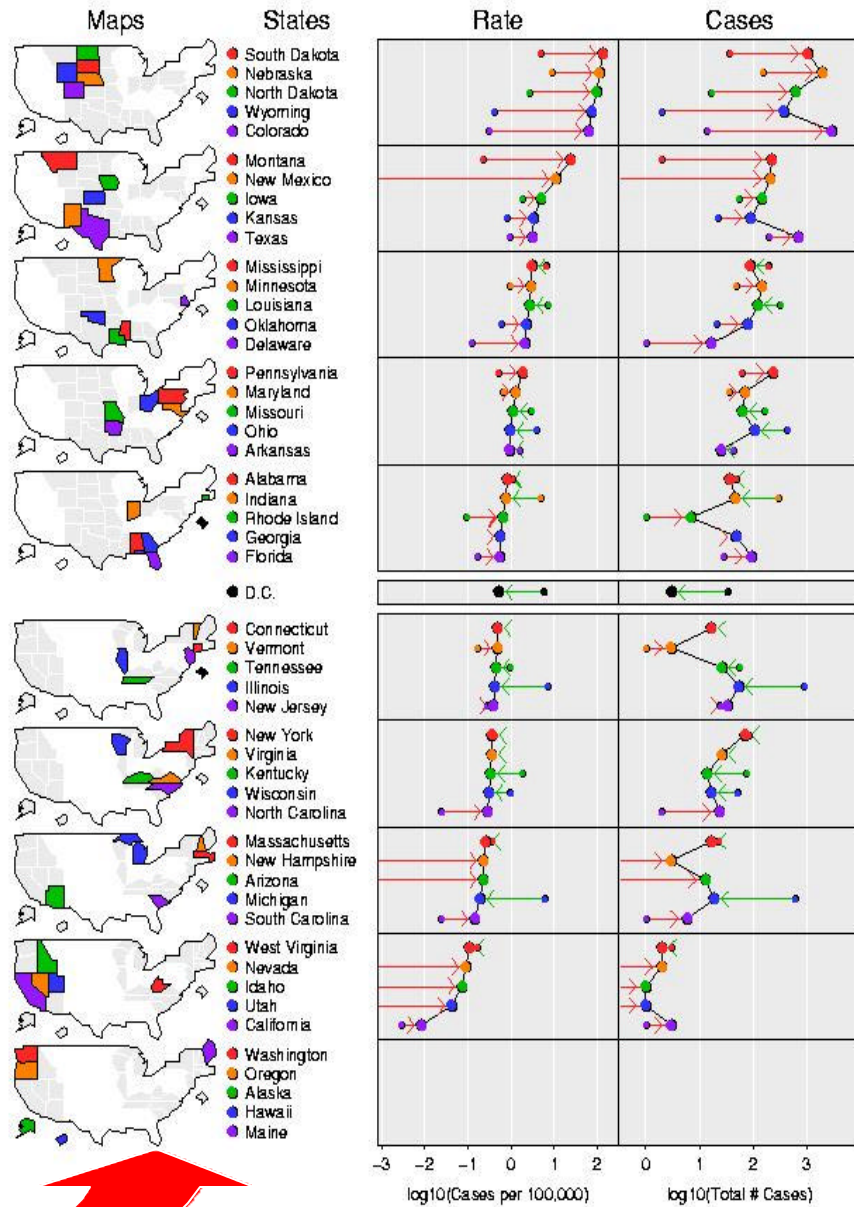 Maps States Rate Cases
South Dakota
Nebraska
North Dakota
Wyoming
Colorado
Montana
New Mexico
Iowa
Kansas
Texas
Mississippi
Minnesota
Louisiana
Oklahoma
Delaware
Pennsylvania
Maryland
Missouri
Ohio
Arkansas
Alabama
Indiana
Rhode Island
Georgia
Florida
D.C.
Connecticut
Vermont
Tennessee
Illinois
New Jersey
New York
Virginia
Kentucky
Wisconsin
North Carolina
Massachusetts
New Hampshire
Arizona
Michigan
South Carolina
West Virginia
Nevada
Idaho
Utah
California
Washington
Oregon
Alaska
Hawaii
Maine
−3 −2 −1 0 1 2 0 1 2 3
log10(Cases per 100,000) log10(Total # Cases)